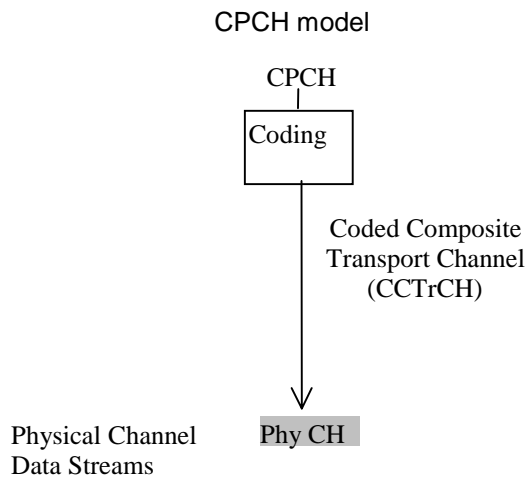 CPCH model
CPCH
Coding
Coded Composite
Transport Channel
(CCTrCH)
Physical Channel
Data Streams
Phy CH